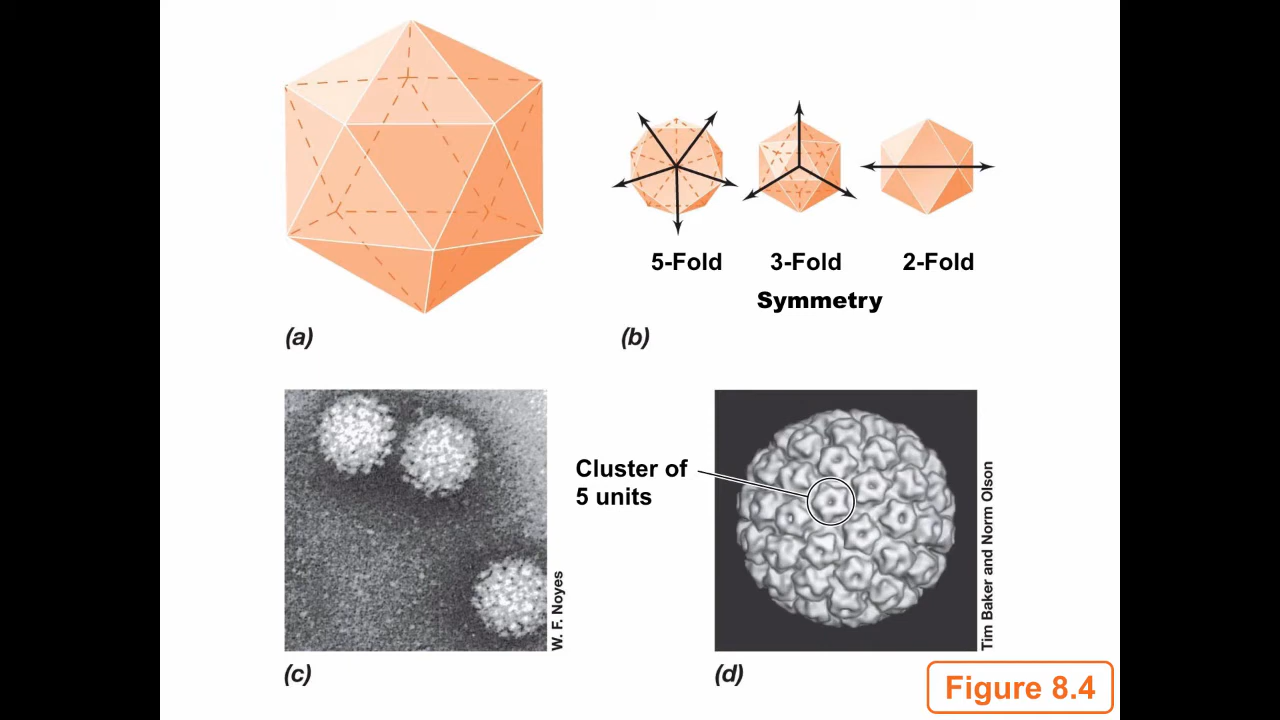 5-Fold 3-Fold 2-Fold
Symmetry
(a)
(b)
Cluster of
5 units
W. F. Noyes
Tim Baker and Norm Olson
(c)
(d)
Figure 8.4